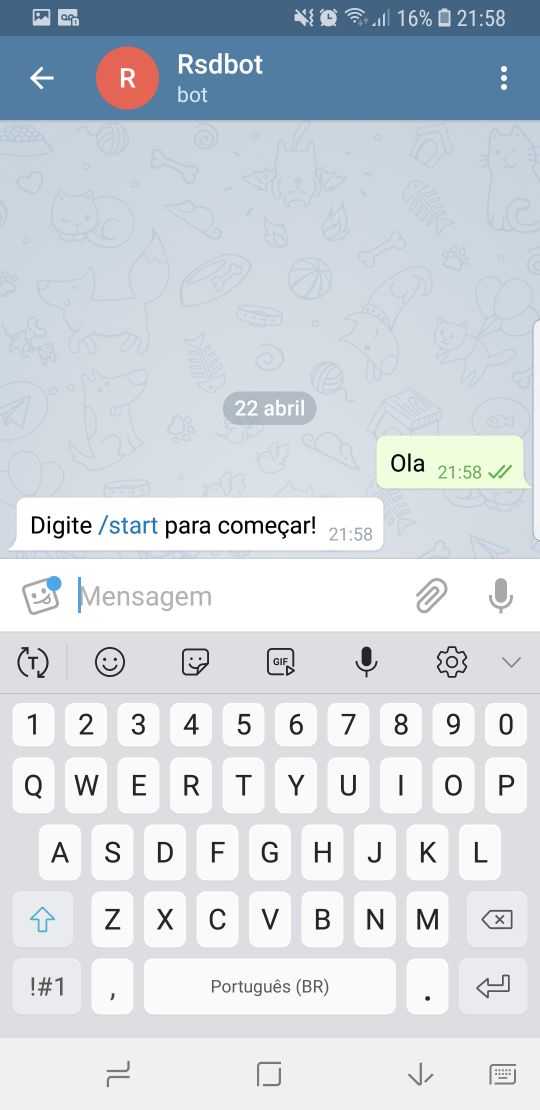 16% 21:58
R
Rsdbot
bot
22 abril
Ola 21:58
Digite /start para começar! 21:58
Mensagem
T GIF
1 2 3 4 5 6 7 8 9 0
Q W E R T Y U I O P
A S D F G H J K L
Z X C V B N M
!#1 , Português (BR) .